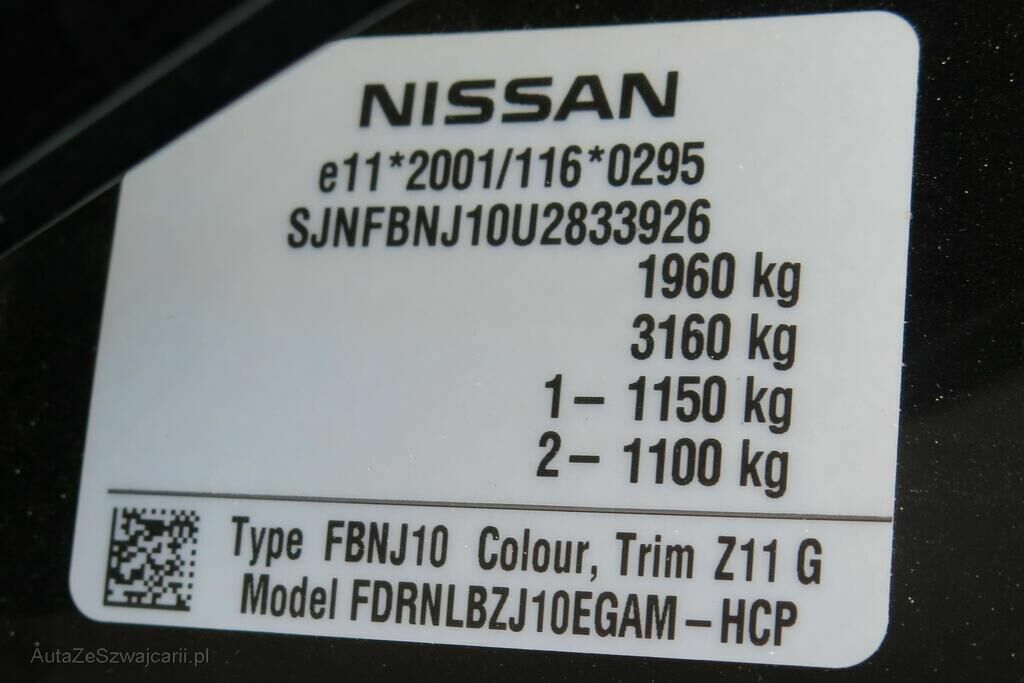 NISSAN
e11*2001/116*0295
SJNFBNJ10U2833926
1960 kg
3160 kg
1– 1150 kg
2– 1100 kg
Type FBNJ10 Colour, Trim Z11 G
Model FDRNLBZJ10EGAM–HCP
AutaZeSzwajcarii.pl